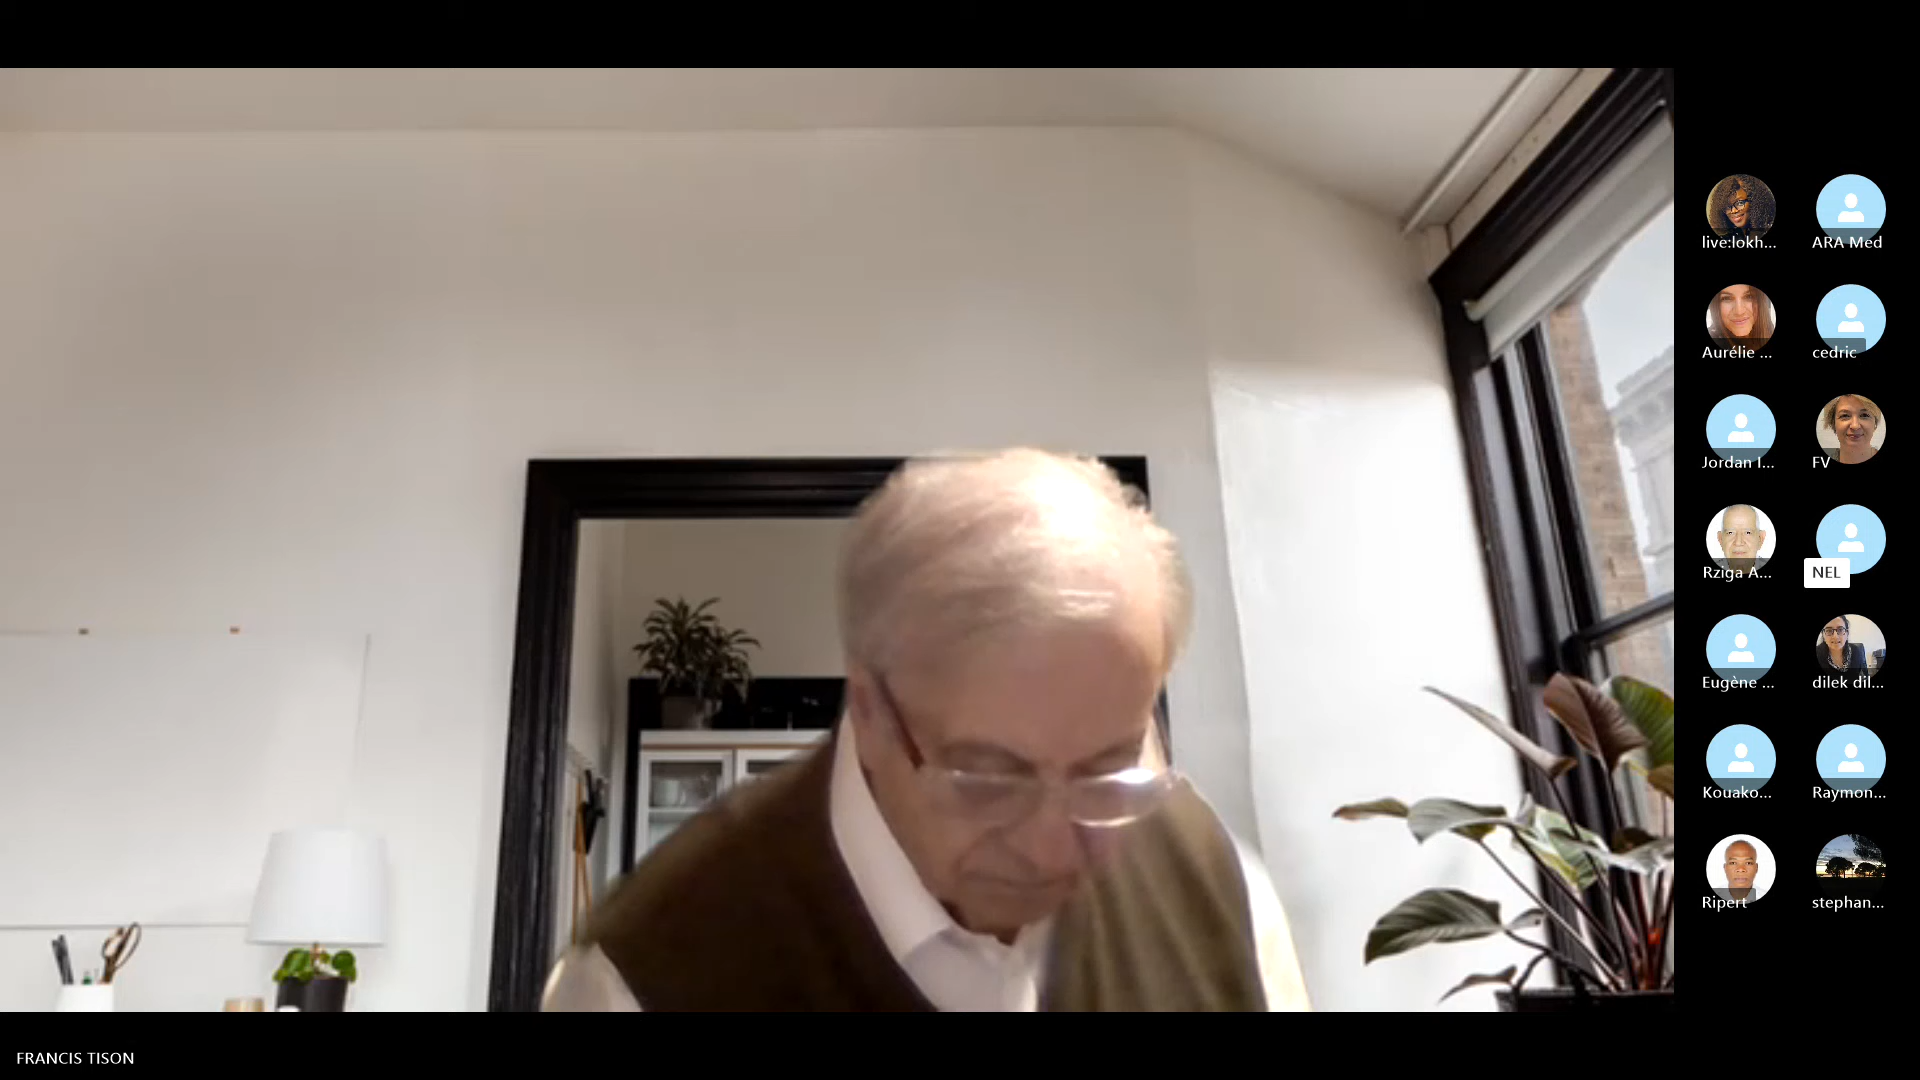 live:lokh...
ARA Med
Aurélie ...
cedric
Jordan I...
FV
Rziga A...
NEL
Eugène ...
dilek dil...
Kouako...
Raymon...
Ripert
stephan...
FRANCIS TISON